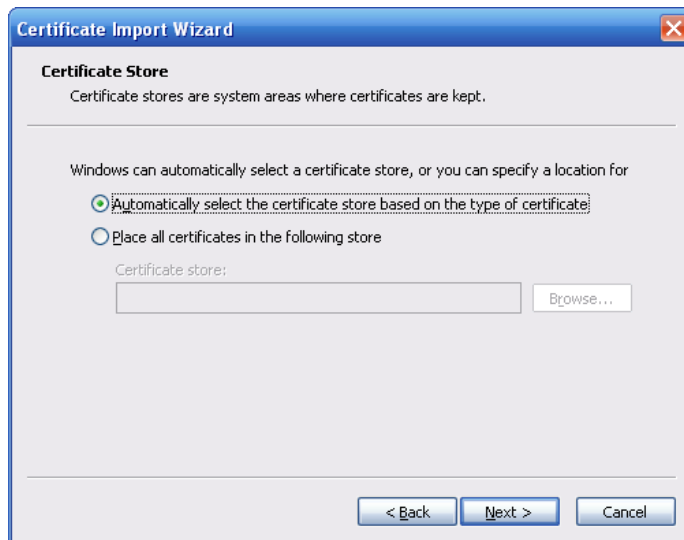 Certificate Import Wizard
Certificate Store
Certificate stores are system areas where certificates are kept.
Windows can automatically select a certificate store, or you can specify a location for
Automatically select the certificate store based on the type of certificate
Place all certificates in the following store
Certificate store:
Browse...
< Back
Next >
Cancel